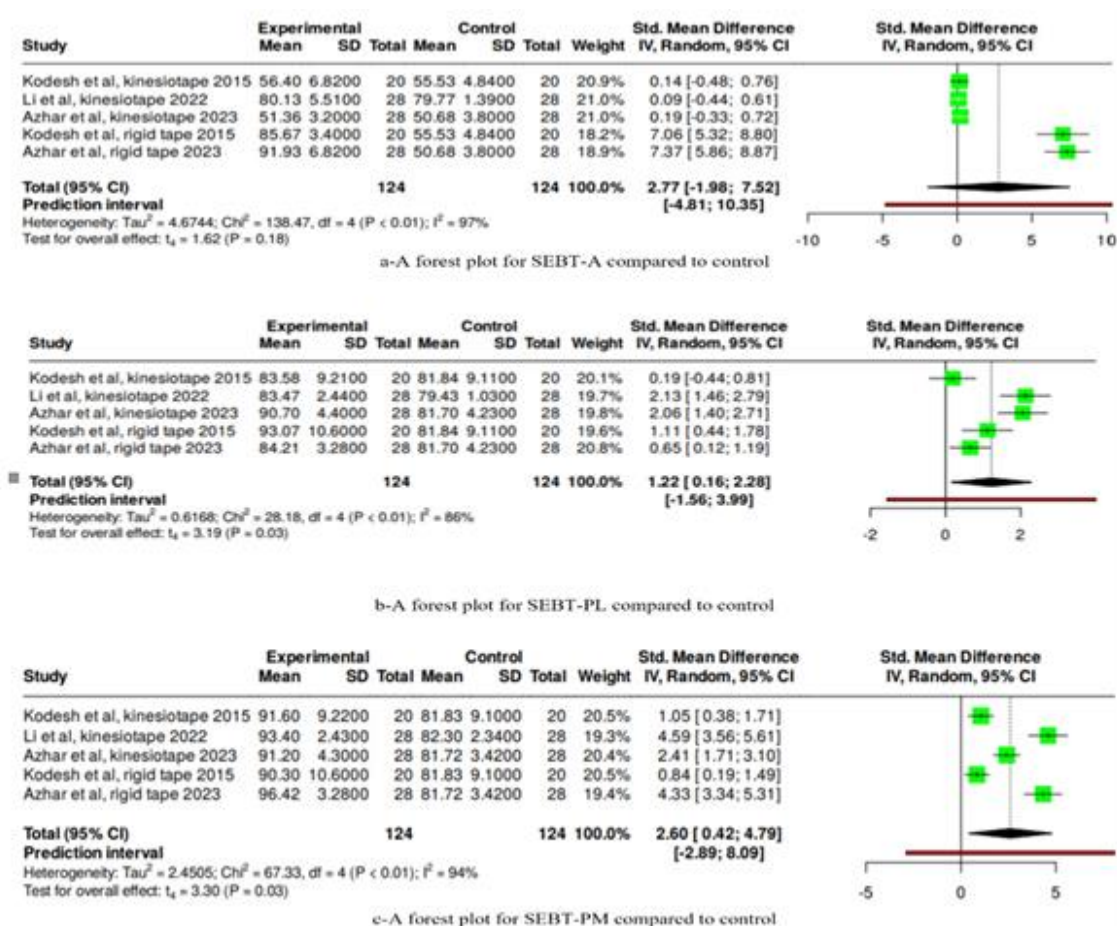 Experimental Control Std. Mean Difference Std. Mean Difference
Study Mean SD Total Mean SD Total Weight IV, Random, 95% CI IV, Random, 95% CI
Kodesh et al, kinesiotape 2015 56.40 6.8200 20 55.53 4.8400 20 20.9% 0.14 [-0.48; 0.76]
Li et al, kinesiotape 2022 80.13 5.5100 28 79.77 1.3900 28 21.0% 0.09 [-0.44; 0.61]
Azhar et al, kinesiotape 2023 51.36 3.2000 28 50.68 3.8000 28 21.0% 0.19 [-0.33; 0.72]
Kodesh et al, rigid tape 2015 85.67 3.4000 20 55.53 4.8400 20 18.2% 7.06 [ 5.32; 8.80]
Azhar et al, rigid tape 2023 91.93 6.8200 28 50.68 3.8000 28 18.9% 7.37 [ 5.86; 8.87]
Total (95% CI) 124 124 100.0% 2.77 [-1.98; 7.52]
Prediction interval [-4.81; 10.35]
Heterogeneity: Tau² = 4.6744; Chi² = 138.47, df = 4 (P < 0.01); I² = 97%
Test for overall effect: t₄ = 1.62 (P = 0.18)
-10 -5 0 5 10
a-A forest plot for SEBT-A compared to control
Experimental Control Std. Mean Difference Std. Mean Difference
Study Mean SD Total Mean SD Total Weight IV, Random, 95% CI IV, Random, 95% CI
Kodesh et al, kinesiotape 2015 83.58 9.2100 20 81.84 9.1100 20 20.1% 0.19 [-0.44; 0.81]
Li et al, kinesiotape 2022 83.47 2.4400 28 79.43 1.0300 28 19.7% 2.13 [ 1.46; 2.79]
Azhar et al, kinesiotape 2023 90.70 4.4000 28 81.70 4.2300 28 19.8% 2.06 [ 1.40; 2.71]
Kodesh et al, rigid tape 2015 93.07 10.6000 20 81.84 9.1100 20 19.6% 1.11 [ 0.44; 1.78]
Azhar et al, rigid tape 2023 84.21 3.2800 28 81.70 4.2300 28 20.8% 0.65 [ 0.12; 1.19]
Total (95% CI) 124 124 100.0% 1.22 [ 0.16; 2.28]
Prediction interval [-1.56; 3.99]
Heterogeneity: Tau² = 0.6168; Chi² = 28.18, df = 4 (P < 0.01); I² = 86%
Test for overall effect: t₄ = 3.19 (P = 0.03)
-2 0 2
b-A forest plot for SEBT-PL compared to control
Experimental Control Std. Mean Difference Std. Mean Difference
Study Mean SD Total Mean SD Total Weight IV, Random, 95% CI IV, Random, 95% CI
Kodesh et al, kinesiotape 2015 91.60 9.2200 20 81.83 9.1000 20 20.5% 1.05 [ 0.38; 1.71]
Li et al, kinesiotape 2022 93.40 2.4300 28 82.30 2.3400 28 19.3% 4.59 [ 3.56; 5.61]
Azhar et al, kinesiotape 2023 91.20 4.3000 28 81.72 3.4200 28 20.4% 2.41 [ 1.71; 3.10]
Kodesh et al, rigid tape 2015 90.30 10.6000 20 81.83 9.1000 20 20.5% 0.84 [ 0.19; 1.49]
Azhar et al, rigid tape 2023 96.42 3.2800 28 81.72 3.4200 28 19.4% 4.33 [ 3.34; 5.31]
Total (95% CI) 124 124 100.0% 2.60 [ 0.42; 4.79]
Prediction interval [-2.89; 8.09]
Heterogeneity: Tau² = 2.4505; Chi² = 67.33, df = 4 (P < 0.01); I² = 94%
Test for overall effect: t₄ = 3.30 (P = 0.03)
-5 0 5
c-A forest plot for SEBT-PM compared to control